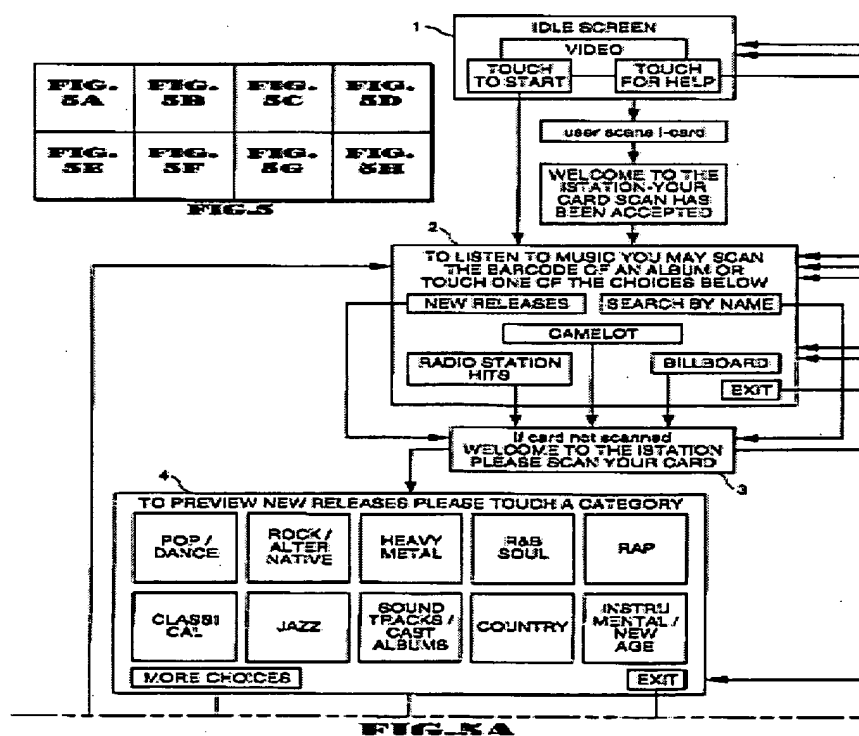 1
IDLE SCREEN
VIDEO
TOUCH
TO START
TOUCH
FOR HELP
FIG.
5A
FIG.
5B
FIG.
5C
FIG.
5D
FIG.
5E
FIG.
5F
FIG.
5G
FIG.
5H
FIG.5
user scans I-card
WELCOME TO THE
ISTATION-YOUR
CARD SCAN HAS
BEEN ACCEPTED
2
TO LISTEN TO MUSIC YOU MAY SCAN
THE BARCODE OF AN ALBUM OR
TOUCH ONE OF THE CHOICES BELOW
NEW RELEASES
SEARCH BY NAME
CAMELOT
RADIO STATION
HITS
BILLBOARD
EXIT
If card not scanned
WELCOME TO THE ISTATION
PLEASE SCAN YOUR CARD
3
4
TO PREVIEW NEW RELEASES PLEASE TOUCH A CATEGORY
POP /
DANCE
ROCK /
ALTER
NATIVE
HEAVY
METAL
R&B
SOUL
RAP
CLASSI
CAL
JAZZ
SOUND
TRACKS /
CAST
ALBUMS
COUNTRY
INSTRU
MENTAL /
NEW
AGE
MORE CHOICES
EXIT
FIG.5A